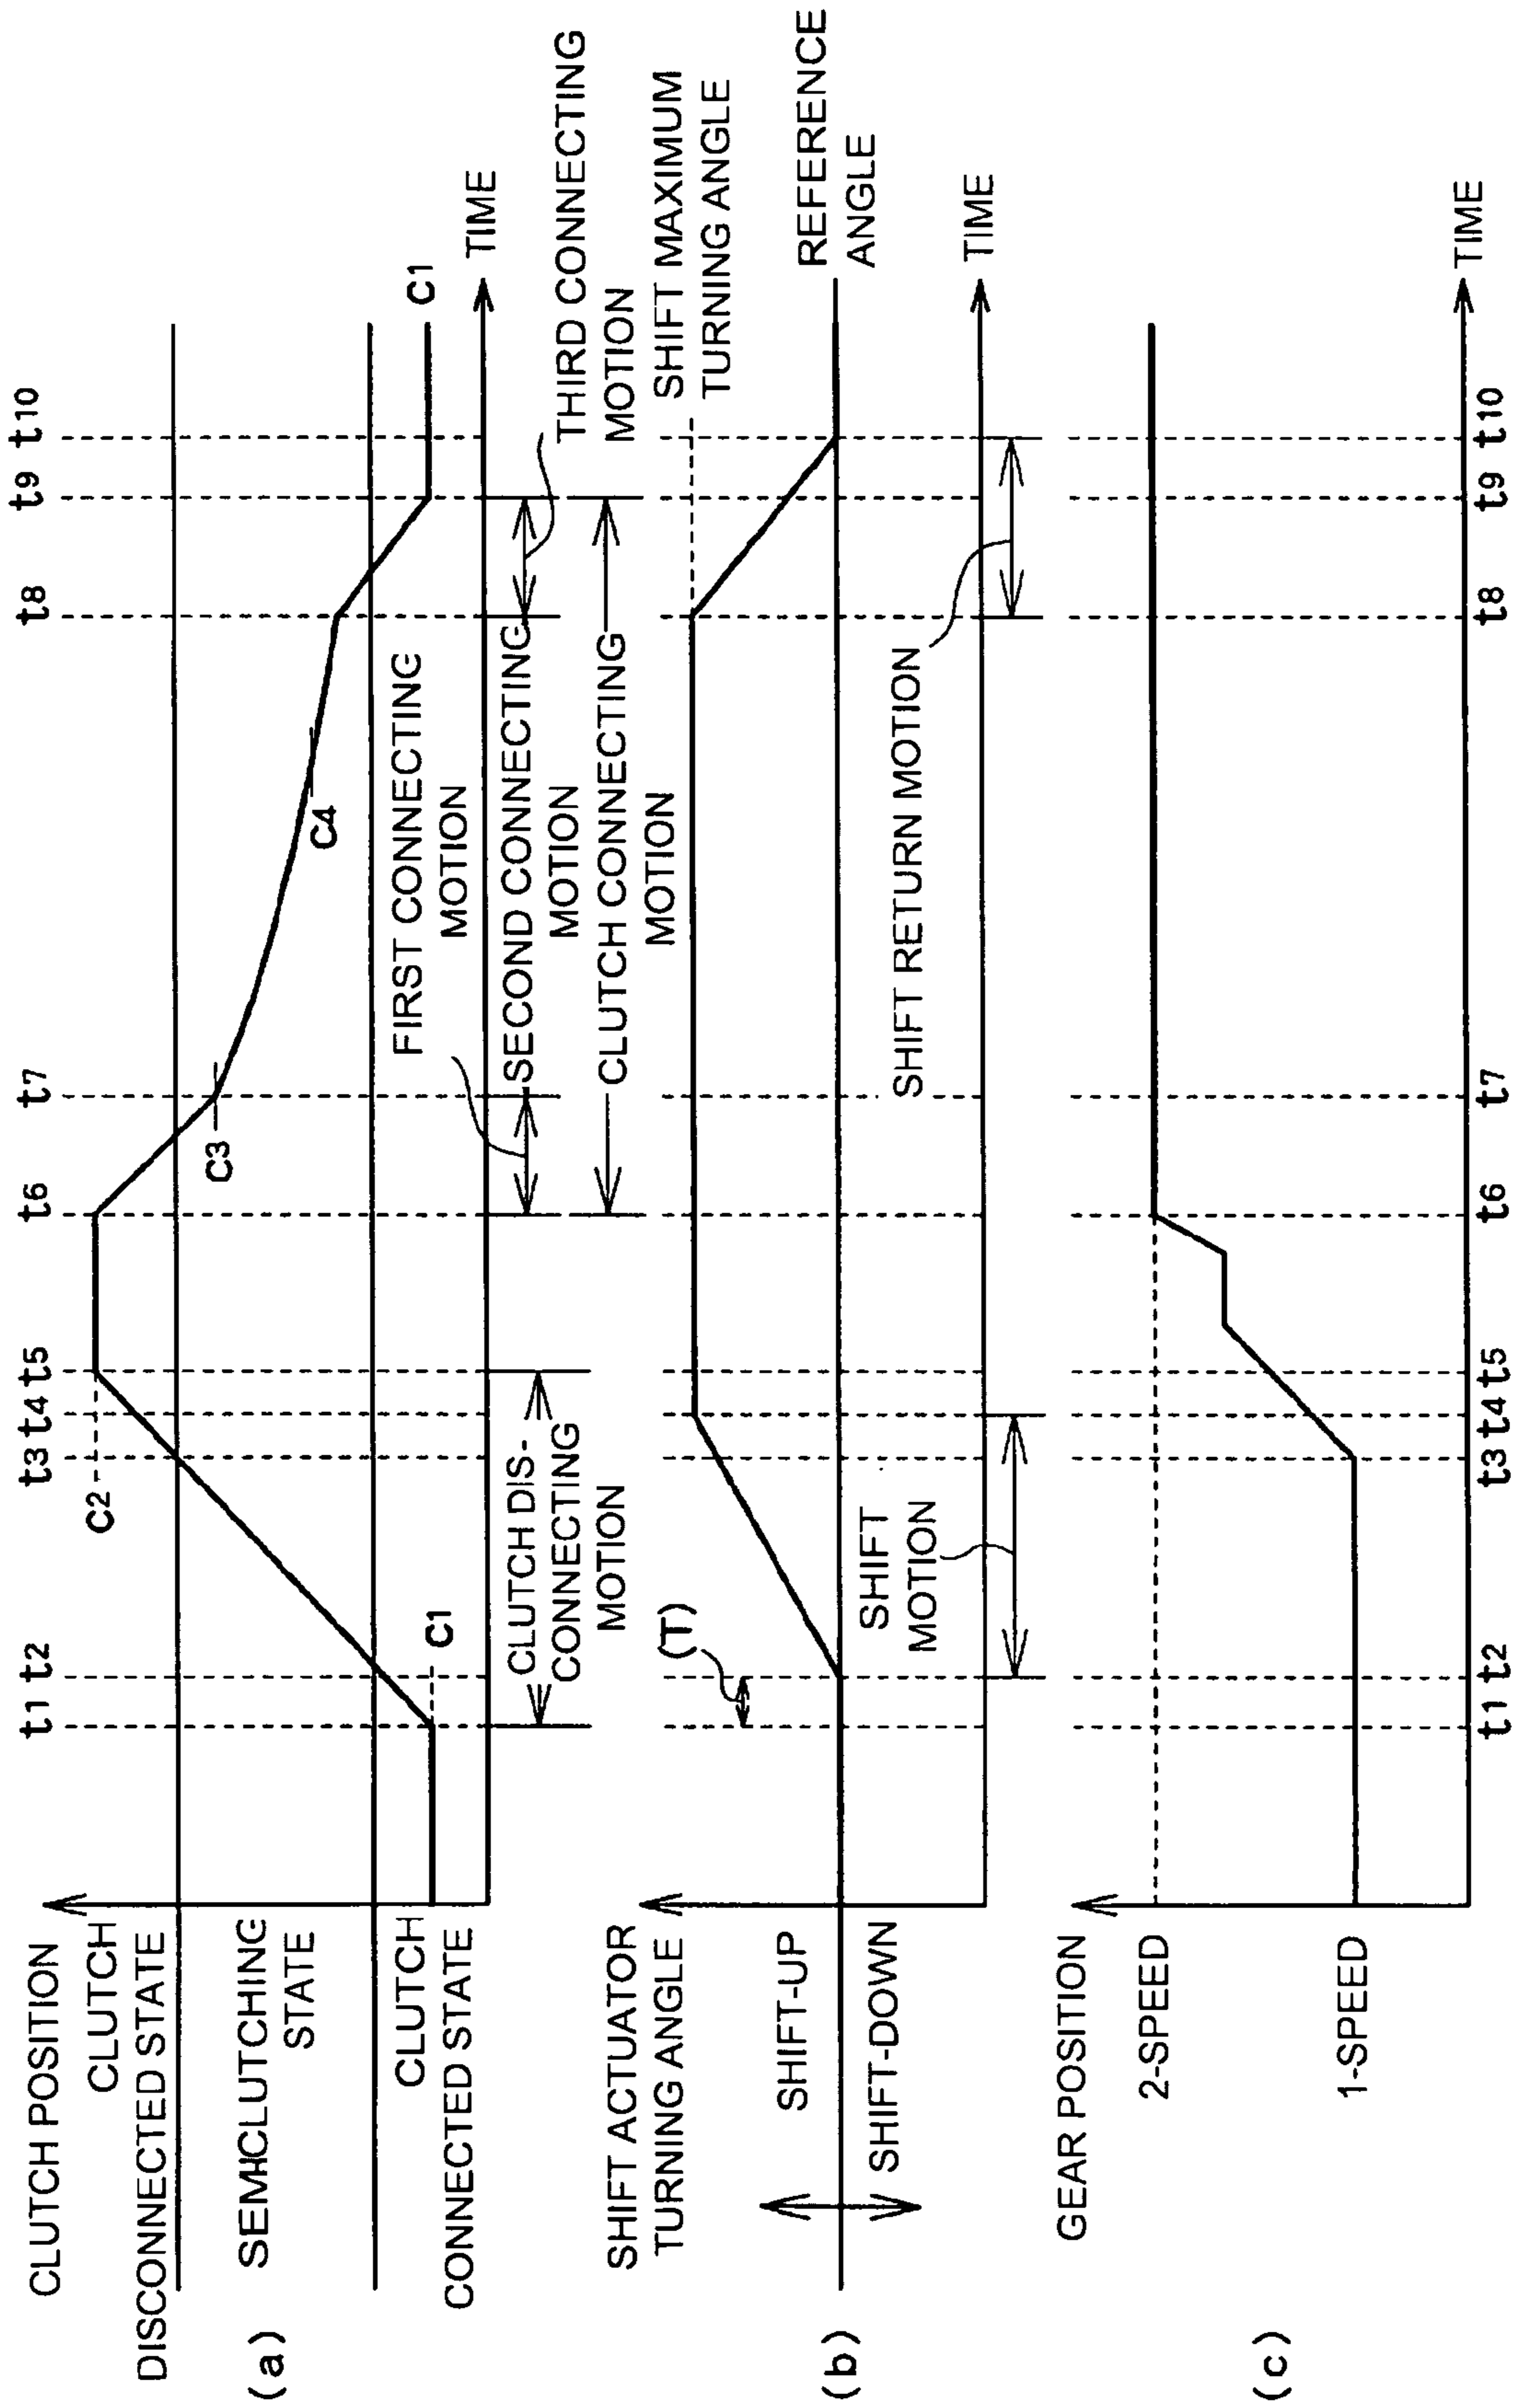 t1 t2 t3 t4 t5 t6 t7 t8 t9 t10
CLUTCH POSITION
CLUTCH
DISCONNECTED STATE
SEMI-CLUTCHING
STATE
CLUTCH
CONNECTED STATE
(a)
C2
C1
C3
C4
C1
TIME
CLUTCH DIS-
CONNECTING
MOTION
FIRST CONNECTING
MOTION
SECOND CONNECTING
MOTION
CLUTCH CONNECTING
MOTION
THIRD CONNECTING
MOTION
SHIFT ACTUATOR
TURNING ANGLE
SHIFT-UP
SHIFT-DOWN
(b)
(T)
SHIFT
MOTION
SHIFT RETURN MOTION
SHIFT MAXIMUM
TURNING ANGLE
REFERENCE
ANGLE
TIME
GEAR POSITION
2-SPEED
1-SPEED
(c)
TIME
t1 t2 t3 t4 t5 t6 t7 t8 t9 t10